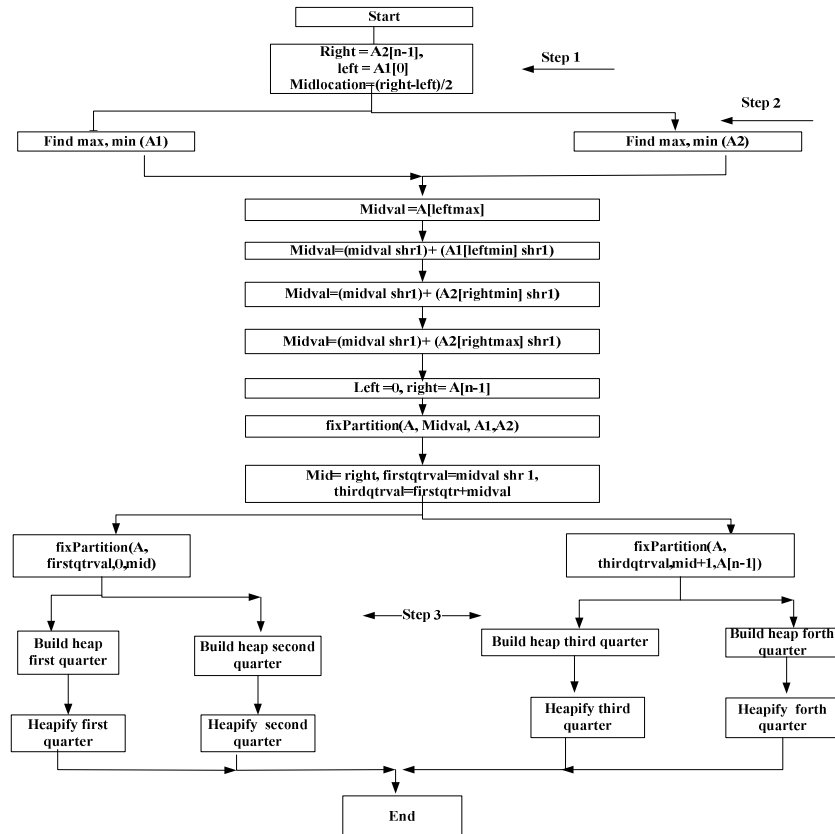 Start
Right = A2[n-1],
left = A1[0]
Midlocation=(right-left)/2
Step 1
Step 2
Find max, min (A1)
Find max, min (A2)
Midval =A[leftmax]
Midval=(midval shr1)+ (A1[leftmin] shr1)
Midval=(midval shr1)+ (A2[rightmin] shr1)
Midval=(midval shr1)+ (A2[rightmax] shr1)
Left =0, right= A[n-1]
fixPartition(A, Midval, A1,A2)
Mid= right, firstqtrval=midval shr 1,
thirdqtrval=firstqtr+midval
fixPartition(A,
firstqtrval,0,mid)
fixPartition(A,
thirdqtrval,mid+1,A[n-1])
Step 3
Build heap
first quarter
Build heap second
quarter
Build heap third quarter
Build heap forth
quarter
Heapify first
quarter
Heapify second
quarter
Heapify third
quarter
Heapify forth
quarter
End